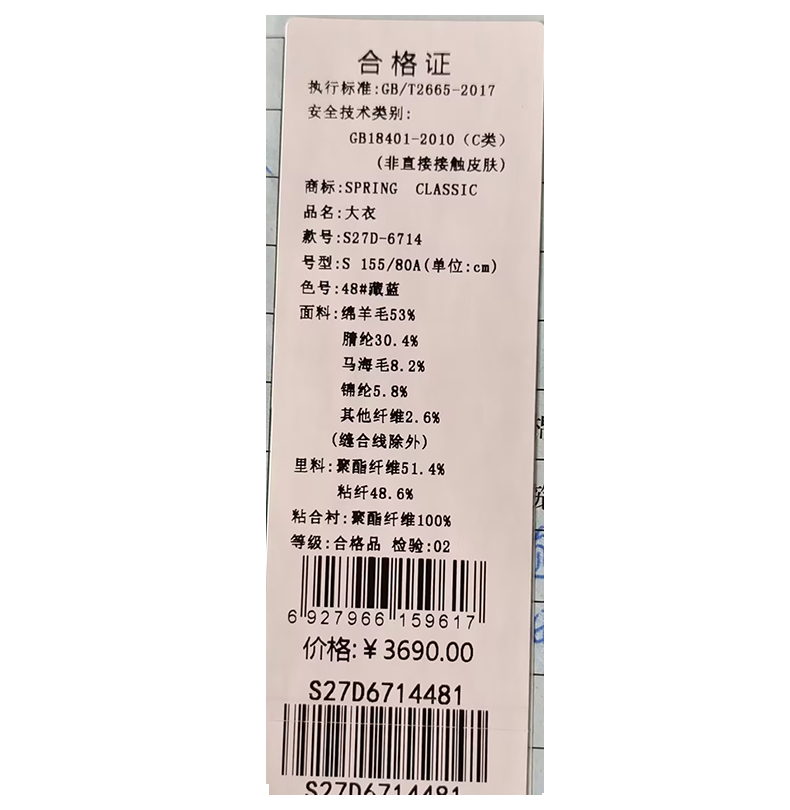 合格证
执行标准:GB/T2665-2017
安全技术类别:
GB18401-2010（C类）
(非直接接触皮肤)
商标:SPRING CLASSIC
品名:大衣
款号:S27D-6714
号型:S 155/80A(单位:cm)
色号:48#藏蓝
面料:绵羊毛53%
腈纶30.4%
马海毛8.2%
锦纶5.8%
其他纤维2.6%
(缝合线除外)
里料:聚酯纤维51.4%
粘纤48.6%
粘合衬:聚酯纤维100%
等级:合格品 检验:02
6 927966 159617
价格:￥3690.00
S27D6714481
S27D6714481